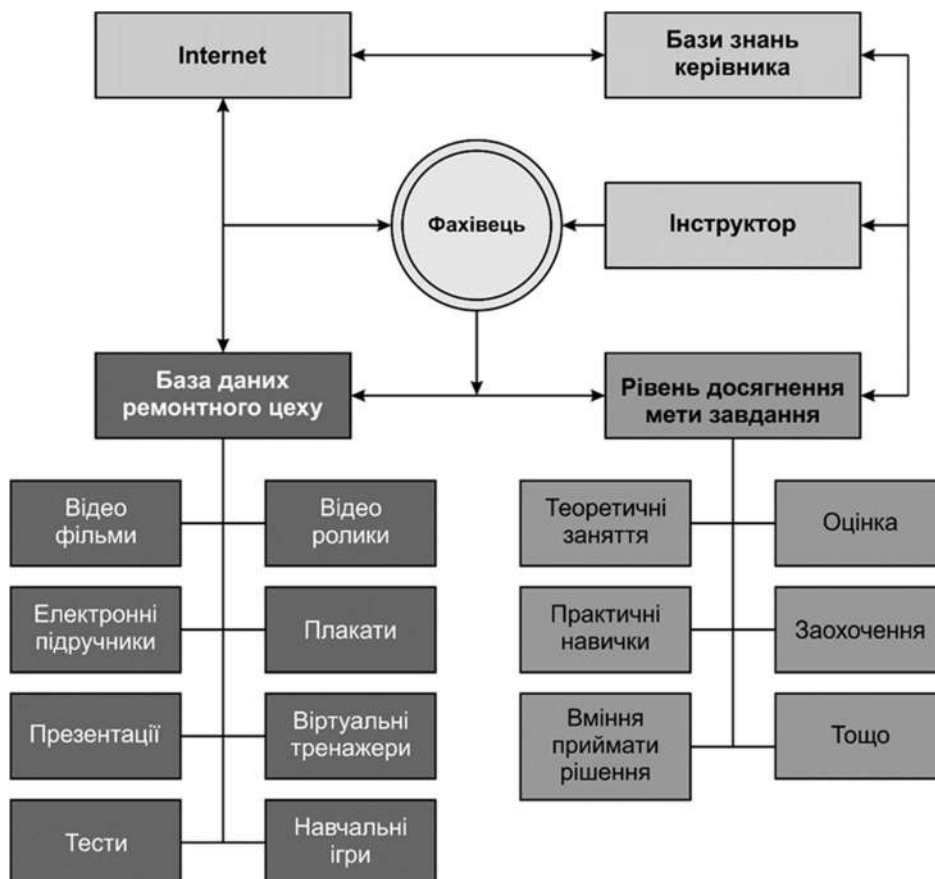 Internet
Бази знань
керівника
Фахівець
Інструктор
База даних
ремонтного цеху
Рівень досягнення
мети завдання
Відео
фільми
Відео
ролики
Електронні
підручники
Плакати
Презентації
Віртуальні
тренажери
Тести
Навчальні
ігри
Теоретичні
заняття
Оцінка
Практичні
навички
Заохочення
Вміння
приймати
рішення
Тощо